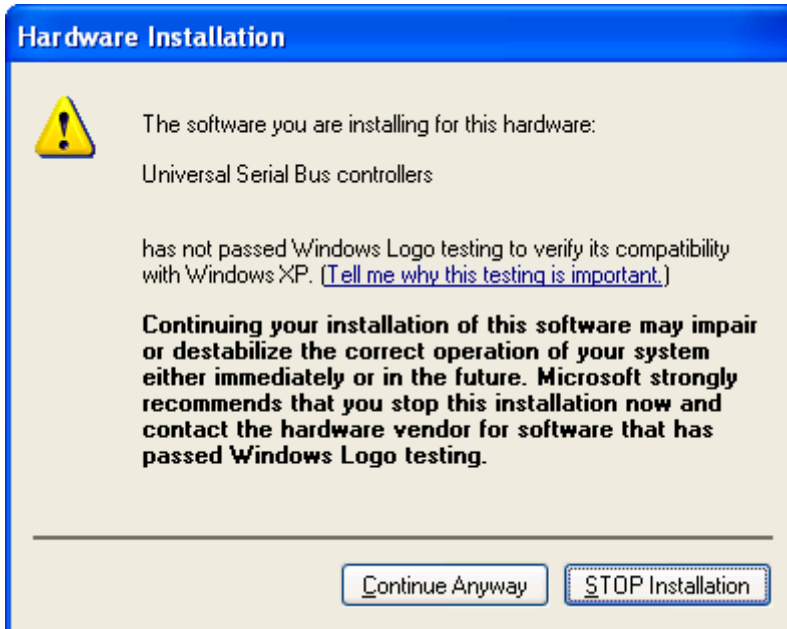 Hardware Installation
The software you are installing for this hardware:
Universal Serial Bus controllers
has not passed Windows Logo testing to verify its compatibility
with Windows XP. (Tell me why this testing is important.)
Continuing your installation of this software may impair
or destabilize the correct operation of your system
either immediately or in the future. Microsoft strongly
recommends that you stop this installation now and
contact the hardware vendor for software that has
passed Windows Logo testing.
Continue Anyway STOP Installation